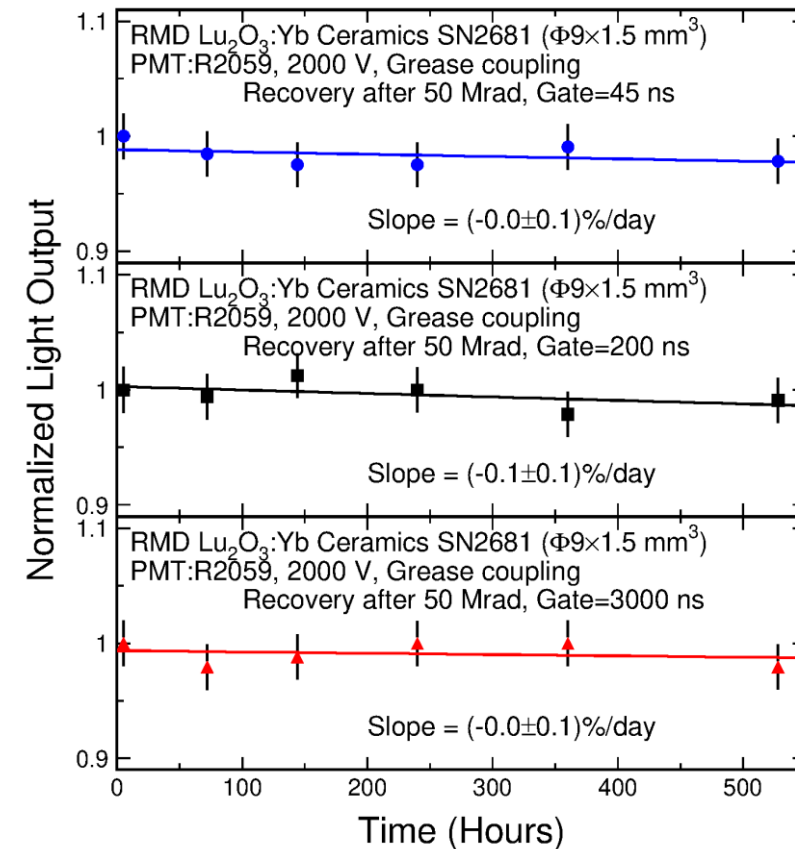 Normalized Light Output
1.1
RMD Lu₂O₃:Yb Ceramics SN2681 (Φ9×1.5 mm³)
PMT:R2059, 2000 V, Grease coupling
Recovery after 50 Mrad, Gate=45 ns
1
Slope = (-0.0±0.1)%/day
0.9
1.1
RMD Lu₂O₃:Yb Ceramics SN2681 (Φ9×1.5 mm³)
PMT:R2059, 2000 V, Grease coupling
Recovery after 50 Mrad, Gate=200 ns
1
Slope = (-0.1±0.1)%/day
0.9
1.1
RMD Lu₂O₃:Yb Ceramics SN2681 (Φ9×1.5 mm³)
PMT:R2059, 2000 V, Grease coupling
Recovery after 50 Mrad, Gate=3000 ns
1
Slope = (-0.0±0.1)%/day
0.9
0 100 200 300 400 500
Time (Hours)